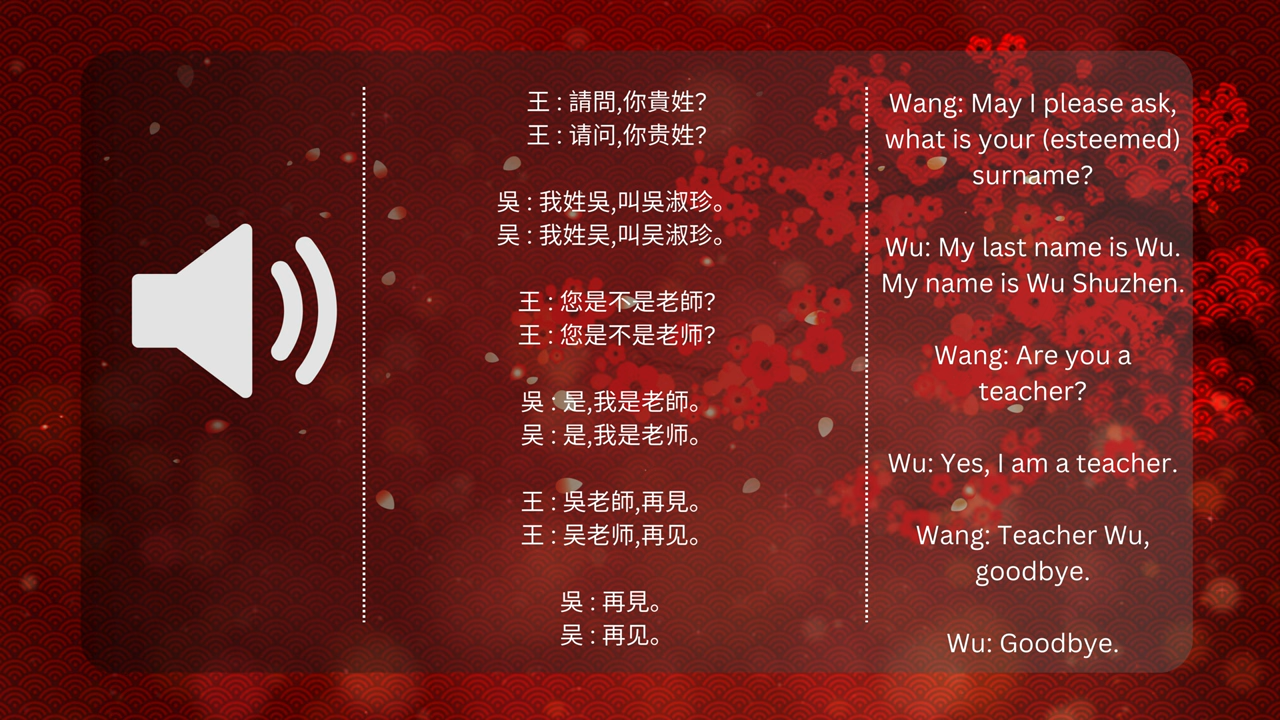 王 : 請問,你貴姓?
王 : 请问,你贵姓?
吳 : 我姓吳,叫吳淑珍。
吴 : 我姓吴,叫吴淑珍。
王 : 您是不是老師?
王 : 您是不是老师?
吳 : 是,我是老師。
吴 : 是,我是老师。
王 : 吳老師,再見。
王 : 吴老师,再见。
吳 : 再見。
吴 : 再见。
Wang: May I please ask,
what is your (esteemed)
surname?
Wu: My last name is Wu.
My name is Wu Shuzhen.
Wang: Are you a
teacher?
Wu: Yes, I am a teacher.
Wang: Teacher Wu,
goodbye.
Wu: Goodbye.